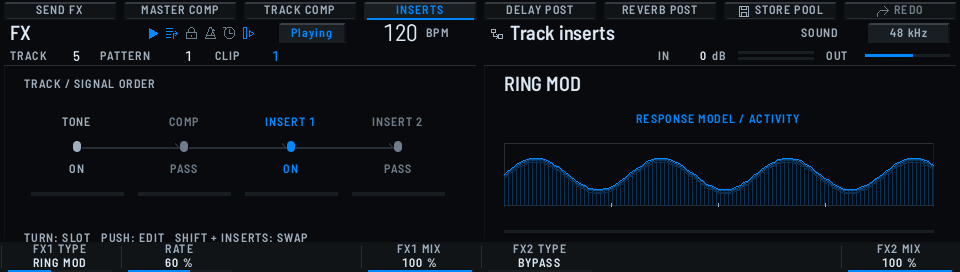 SEND FX MASTER COMP TRACK COMP INSERTS DELAY POST REVERB POST STORE POOL REDO
FX Playing 120 BPM Track inserts SOUND 48 kHz
TRACK 5 PATTERN 1 CLIP 1 IN 0 dB OUT
TRACK / SIGNAL ORDER
RING MOD
RESPONSE MODEL / ACTIVITY
TONE COMP INSERT 1 INSERT 2
ON PASS ON PASS
TURN: SLOT PUSH: EDIT SHIFT + INSERTS: SWAP
FX1 TYPE RATE FX1 MIX FX2 TYPE FX2 MIX
RING MOD 60 % 100 % BYPASS 100 %